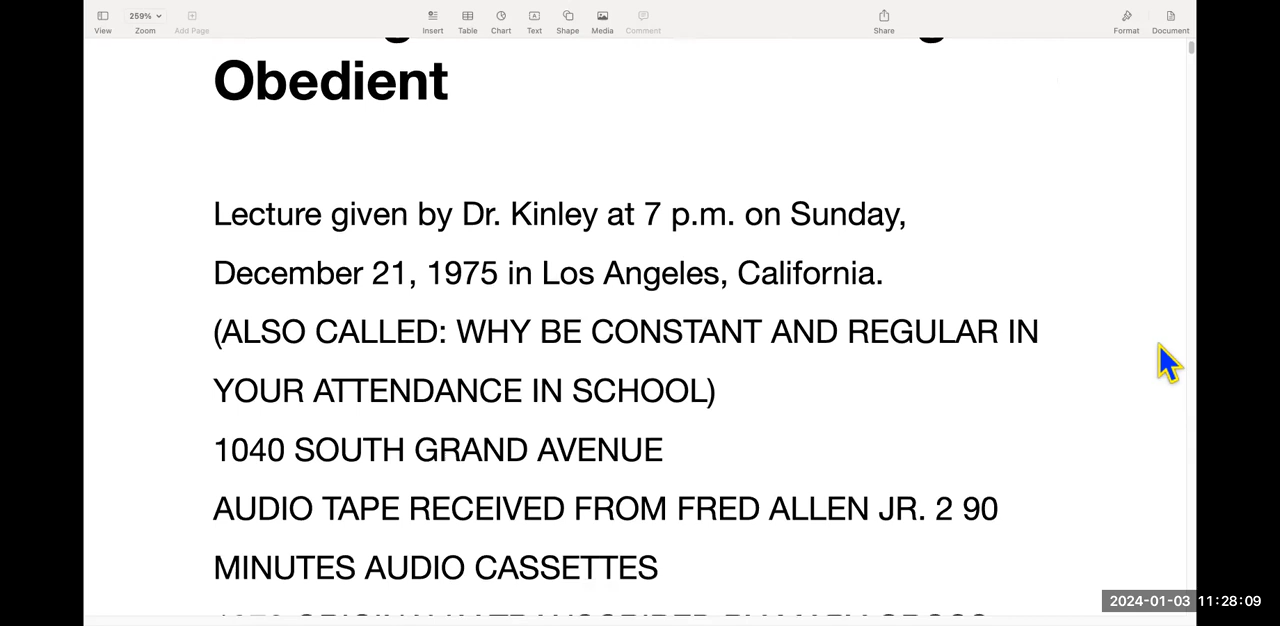 259%
View Zoom Add Page Insert Table Chart Text Shape Media Comment Share Format Document
Obedient
Lecture given by Dr. Kinley at 7 p.m. on Sunday,
December 21, 1975 in Los Angeles, California.
(ALSO CALLED: WHY BE CONSTANT AND REGULAR IN
YOUR ATTENDANCE IN SCHOOL)
1040 SOUTH GRAND AVENUE
AUDIO TAPE RECEIVED FROM FRED ALLEN JR. 2 90
MINUTES AUDIO CASSETTES
2024-01-03 11:28:09